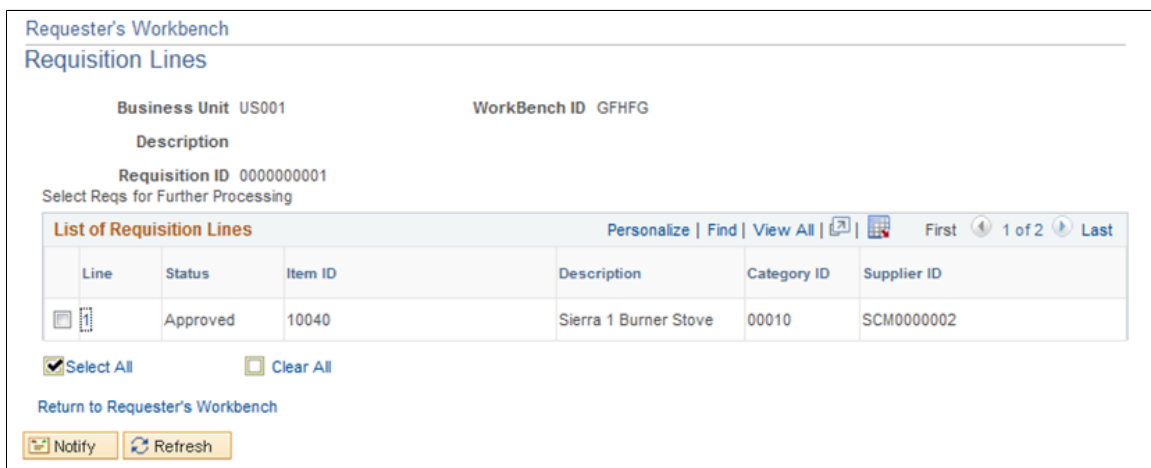 Requester's Workbench
Requisition Lines
Business Unit US001 WorkBench ID GFHFG
Description
Requisition ID 0000000001
Select Reqs for Further Processing
List of Requisition Lines Personalize | Find | View All | | First 1 of 2 Last
Line Status Item ID Description Category ID Supplier ID
1 Approved 10040 Sierra 1 Burner Stove 00010 SCM0000002
Select All Clear All
Return to Requester's Workbench
Notify Refresh